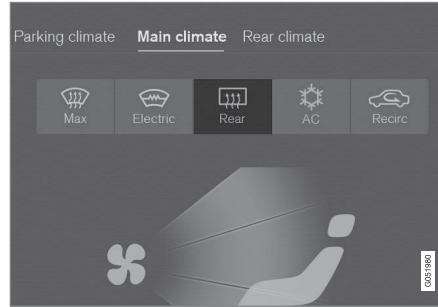 Parking climate Main climate Rear climate
Max Electric Rear AC Recirc
G051980